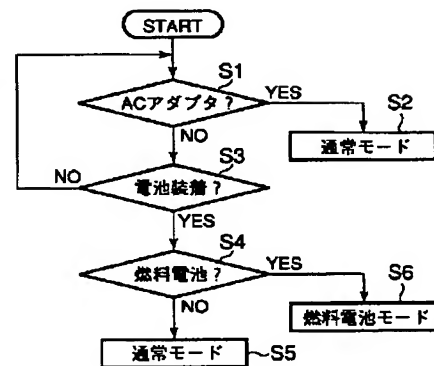 START
S1
ACアダプタ？
YES
S2
通常モード
NO
S3
NO
電池装着？
YES
S4
燃料電池？
YES
S6
燃料電池モード
NO
通常モード
S5